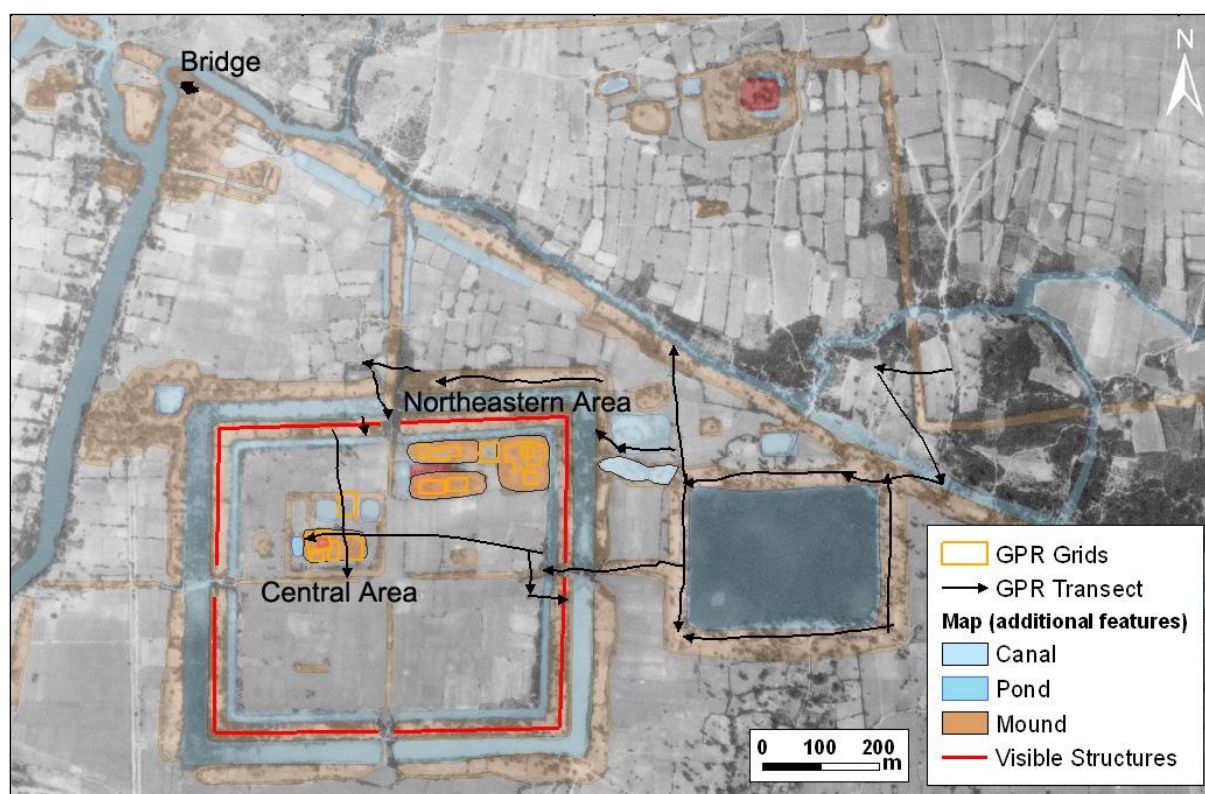 Bridge
N
Northeastern Area
Central Area
GPR Grids
GPR Transect
Map (additional features)
Canal
Pond
Mound
Visible Structures
0 100 200
m